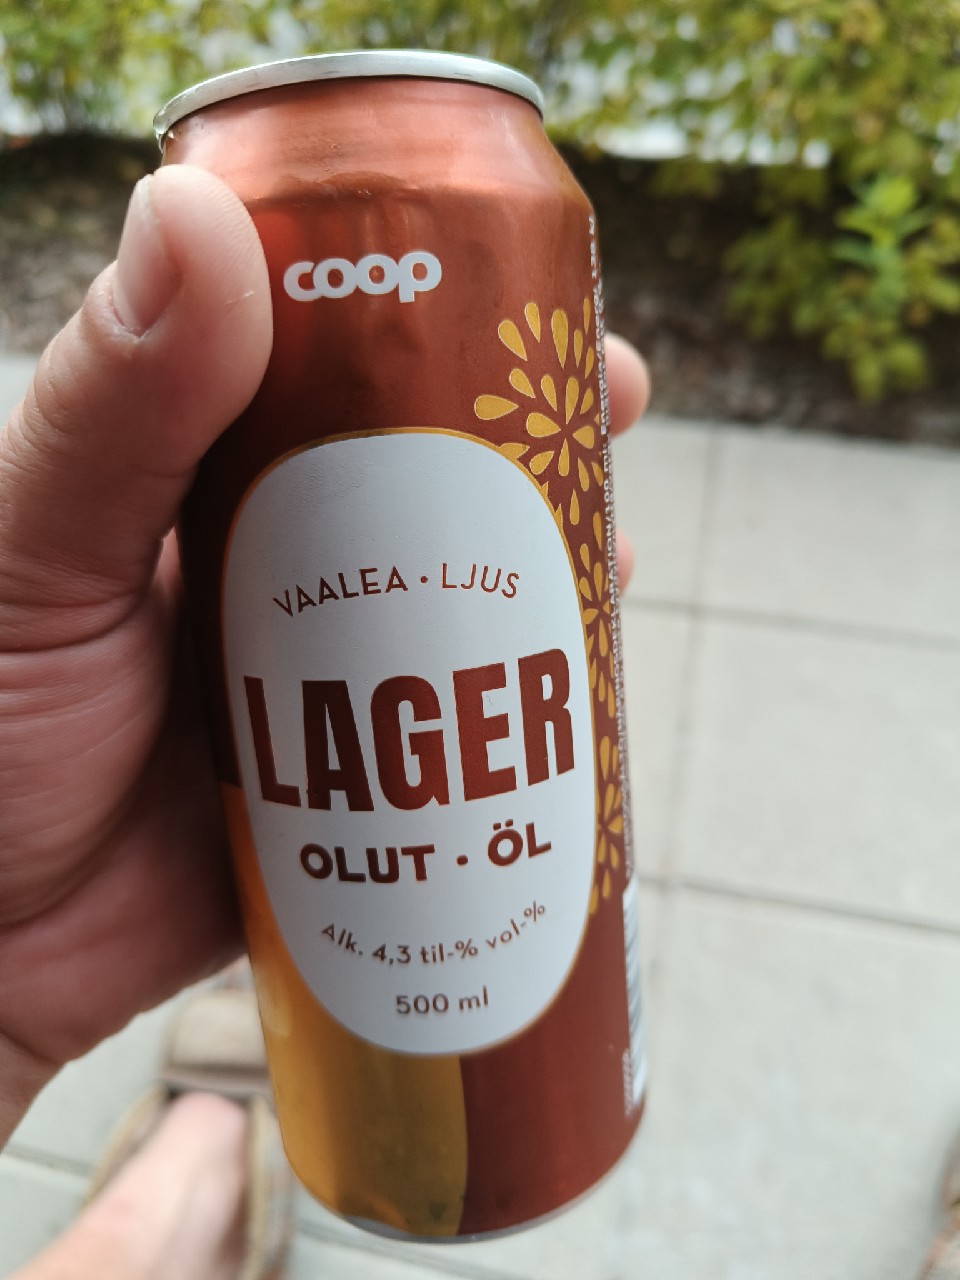 coop
VAALEA • LJUS
LAGER
OLUT • ÖL
Alk. 4,3 til-% vol-%
500 ml